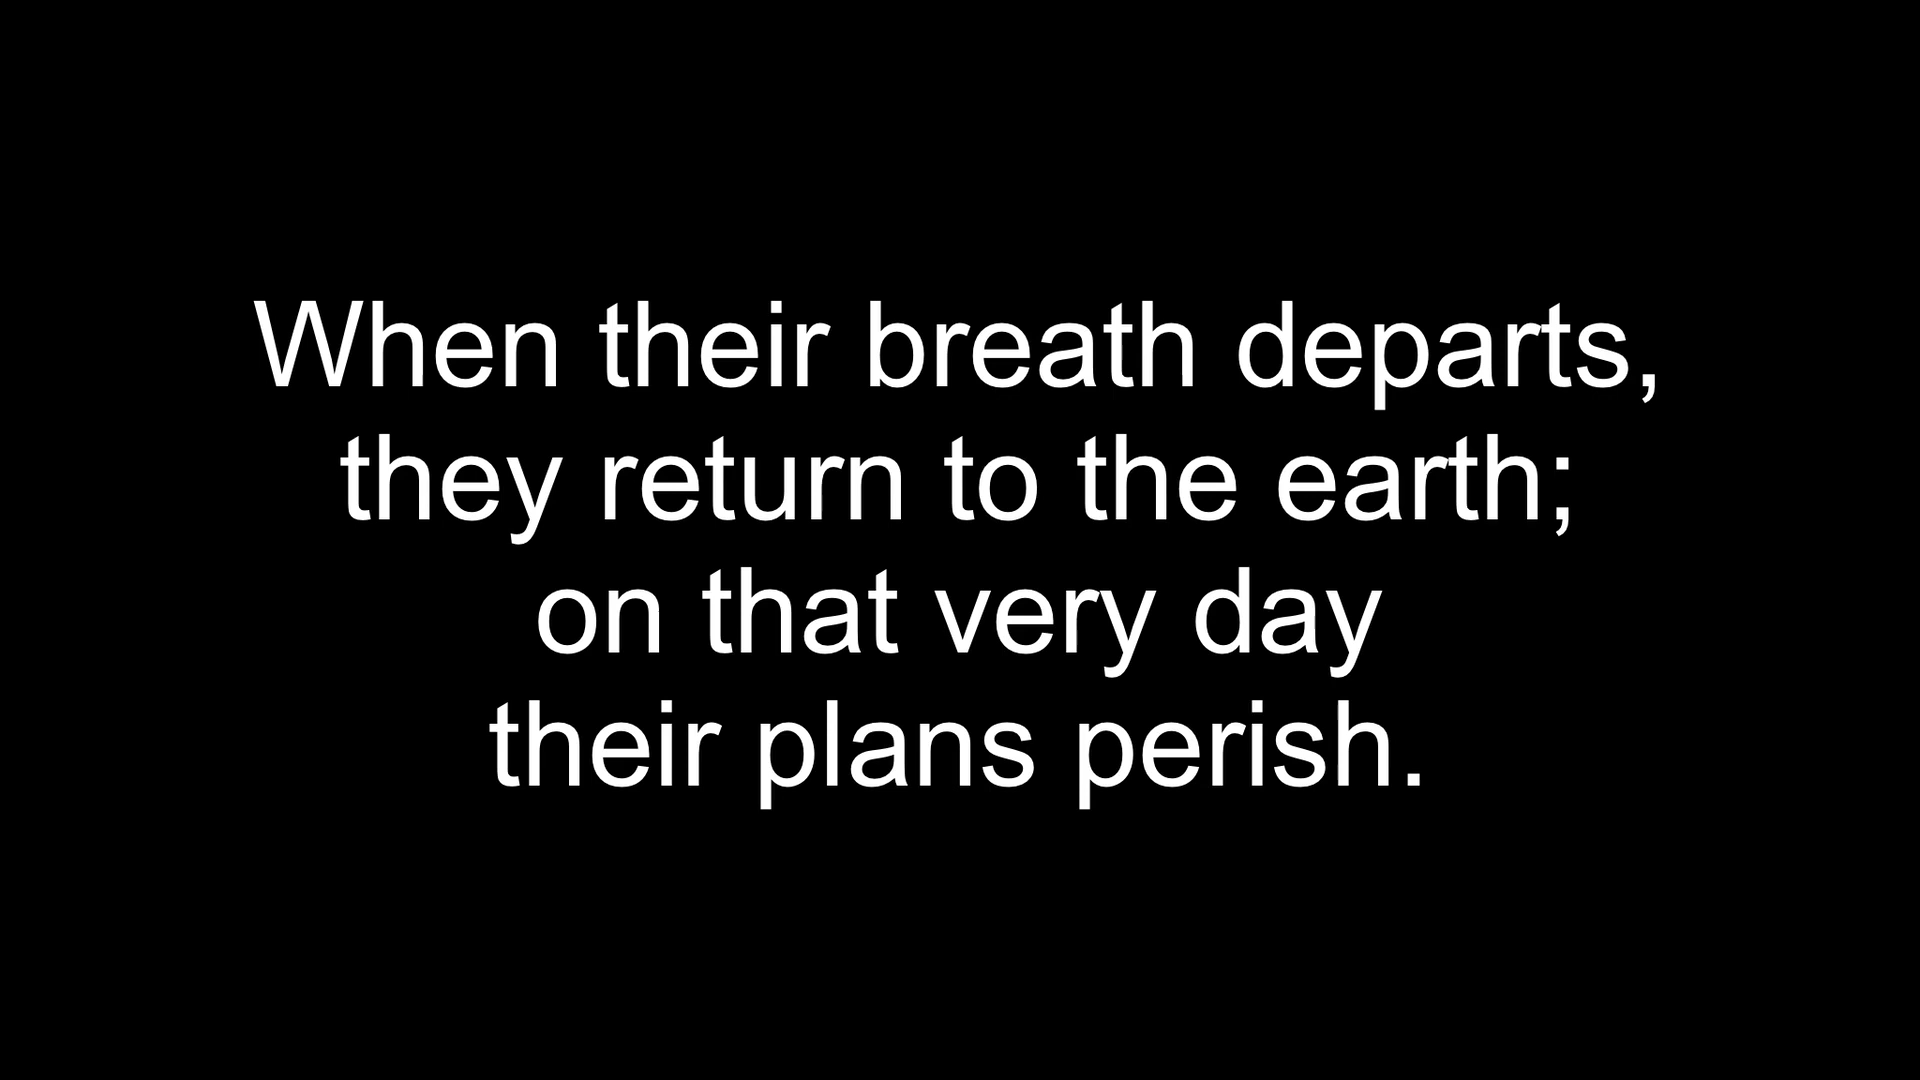 When their breath departs,
they return to the earth;
on that very day
their plans perish.